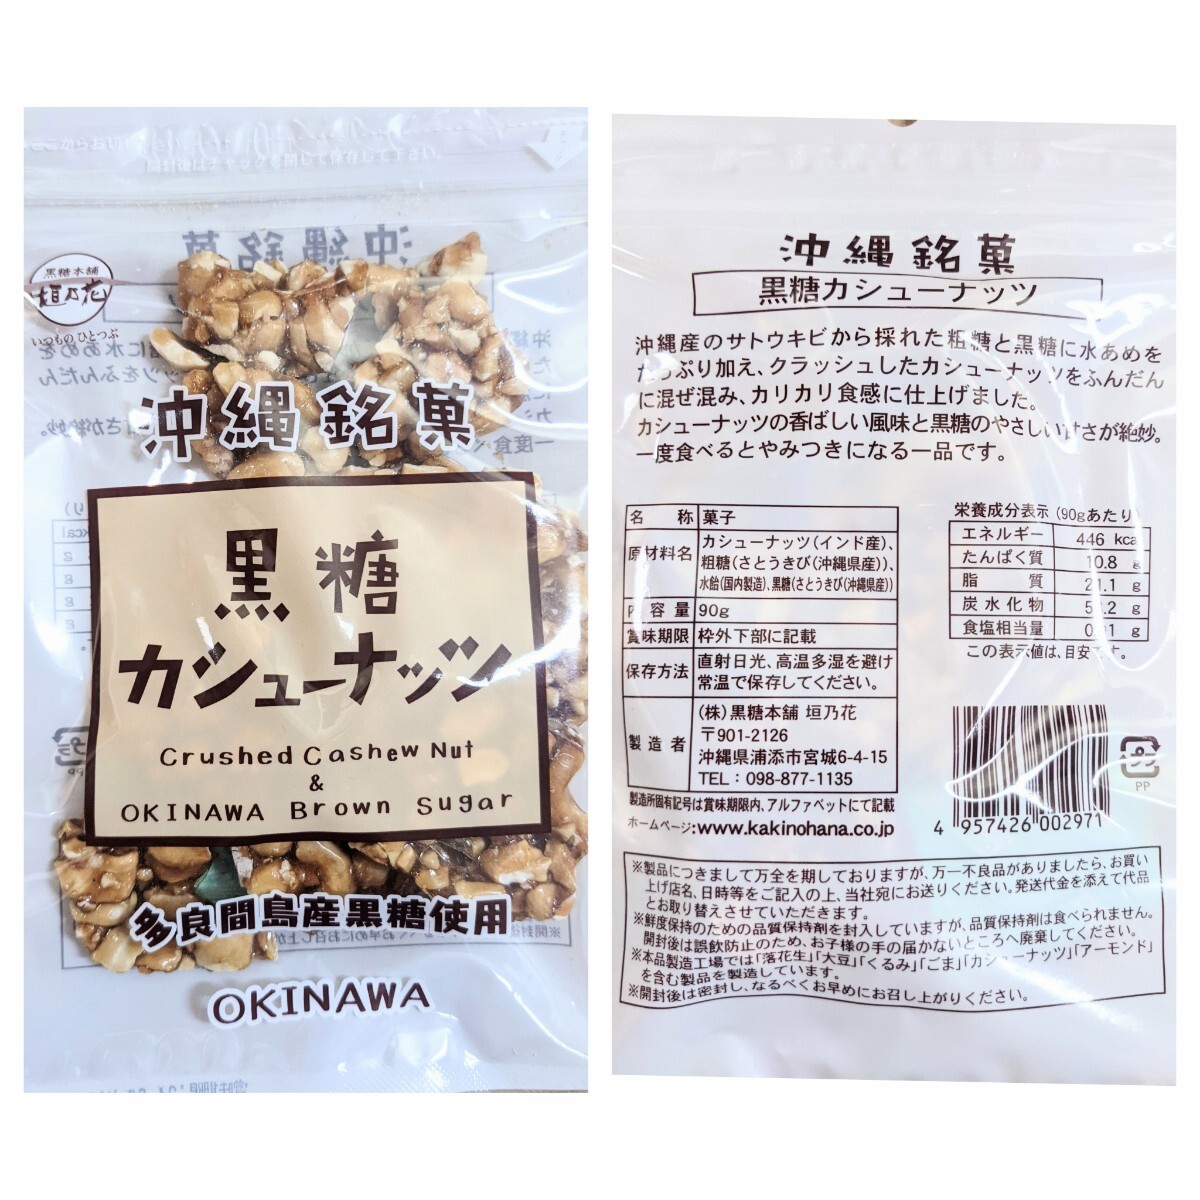 開封後はチャックを閉じて保存して下さい。
黒糖本舗
垣乃花
いつものひとつぶ
沖縄銘菓
黒糖
カシューナッツ
Crushed Cashew Nut
&
OKINAWA Brown Sugar
多良間島産黒糖使用
OKINAWA
沖縄銘菓
黒糖カシューナッツ
沖縄産のサトウキビから採れた粗糖と黒糖に水あめを
たっぷり加え、クラッシュしたカシューナッツをふんだん
に混ぜ混み、カリカリ食感に仕上げました。
カシューナッツの香ばしい風味と黒糖のやさしい甘さが絶妙。
一度食べるとやみつきになる一品です。
名称 菓子
原材料名 カシューナッツ(インド産)、
粗糖(さとうきび(沖縄県産))、
水飴(国内製造)、黒糖(さとうきび(沖縄県産))
内容量 90g
賞味期限 枠外下部に記載
保存方法 直射日光、高温多湿を避け
常温で保存してください。
製造者 (株)黒糖本舗 垣乃花
〒901-2126
沖縄県浦添市宮城6-4-15
TEL:098-877-1135
製造所固有記号は賞味期限内、アルファベットにて記載
ホームページ:www.kakinohana.co.jp
栄養成分表示(90gあたり)
エネルギー 446 kcal
たんぱく質 10.8 g
脂質 g
炭水化物 g
食塩相当量 g
この表示値は、目安です。
4 957426 002971
プラ
PP
※製品につきまして万全を期しておりますが、万一不良品がありましたら、お買い
上げ店名、日時等をご記入の上、当社宛にお送りください。発送代金を添えて代品
とお取り替えさせていただきます。
※鮮度保持のための品質保持剤を封入していますが、品質保持剤は食べられません。
開封後は誤飲防止のため、お子様の手の届かないところへ廃棄してください。
※本品製造工場では「落花生」「大豆」「くるみ」「ごま」「カシューナッツ」「アーモンド」
を含む製品を製造しています。
※開封後は密封し、なるべくお早めにお召し上がりください。